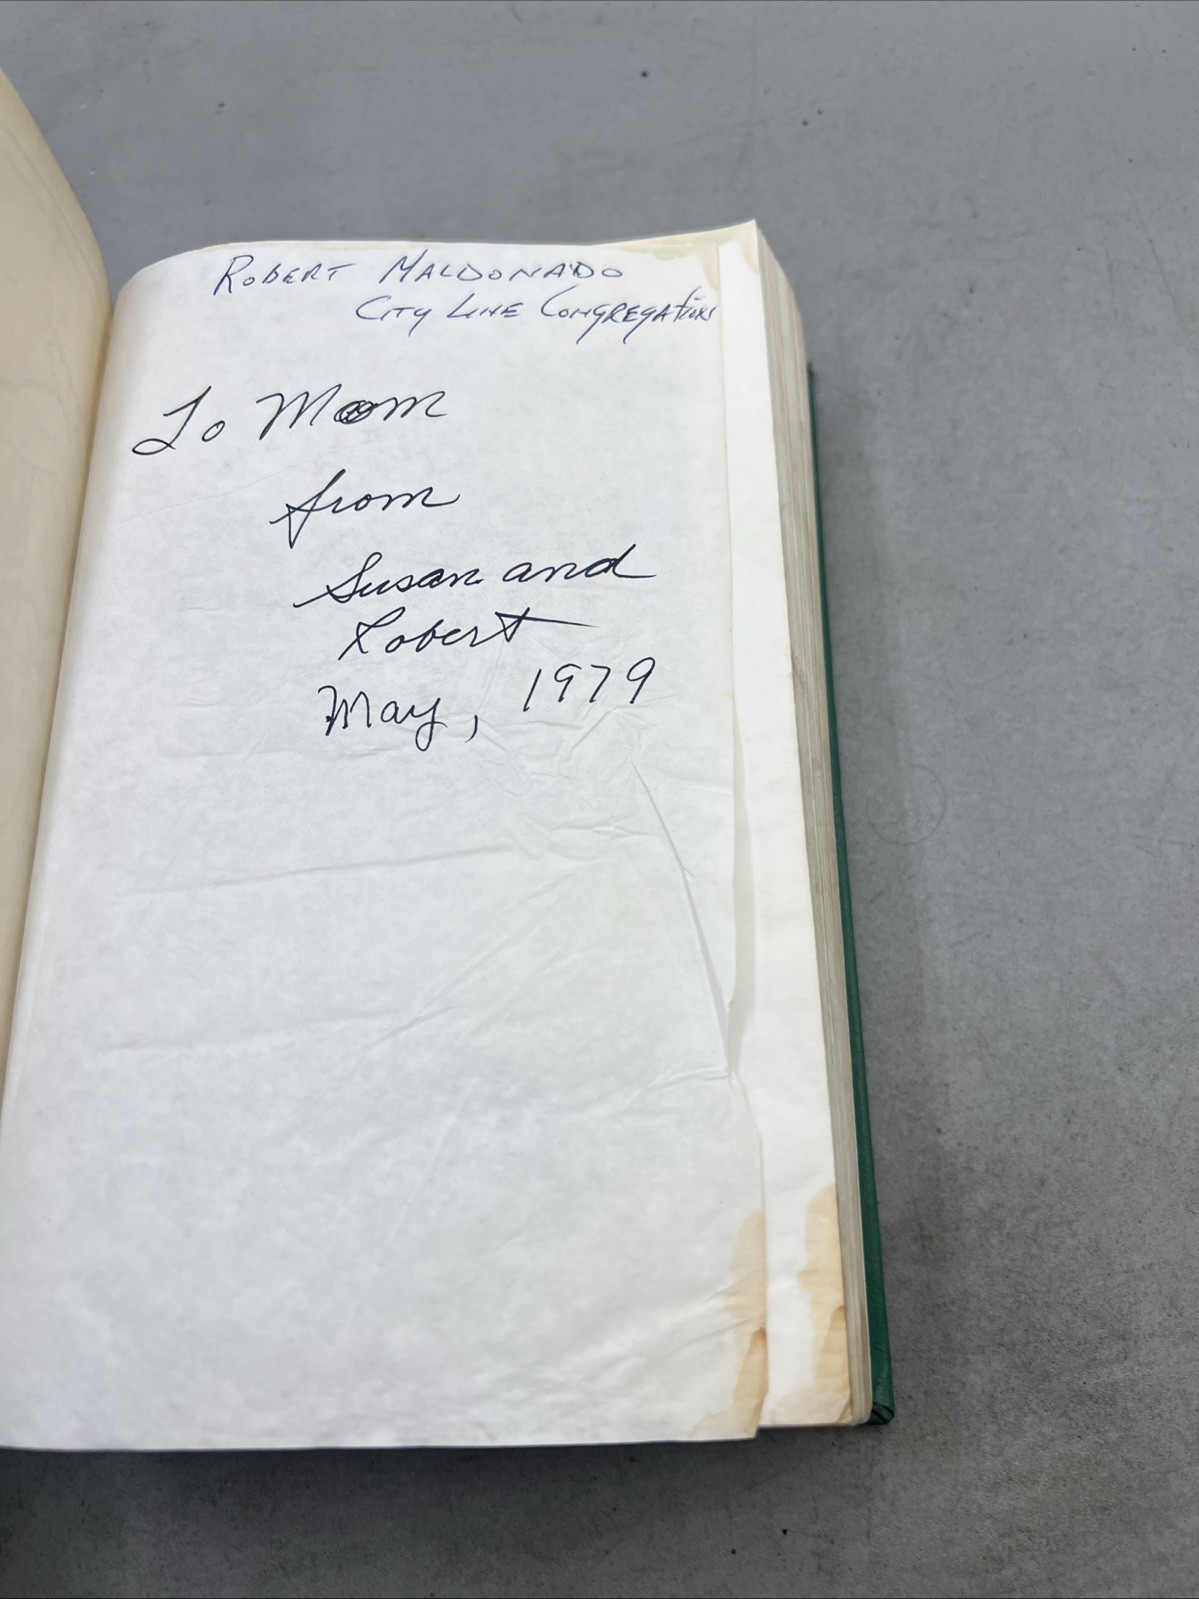 ROBERT MALDONADO
CITY LINE CONGREGATION
To Mom
from
Susan and
Robert
May, 1979